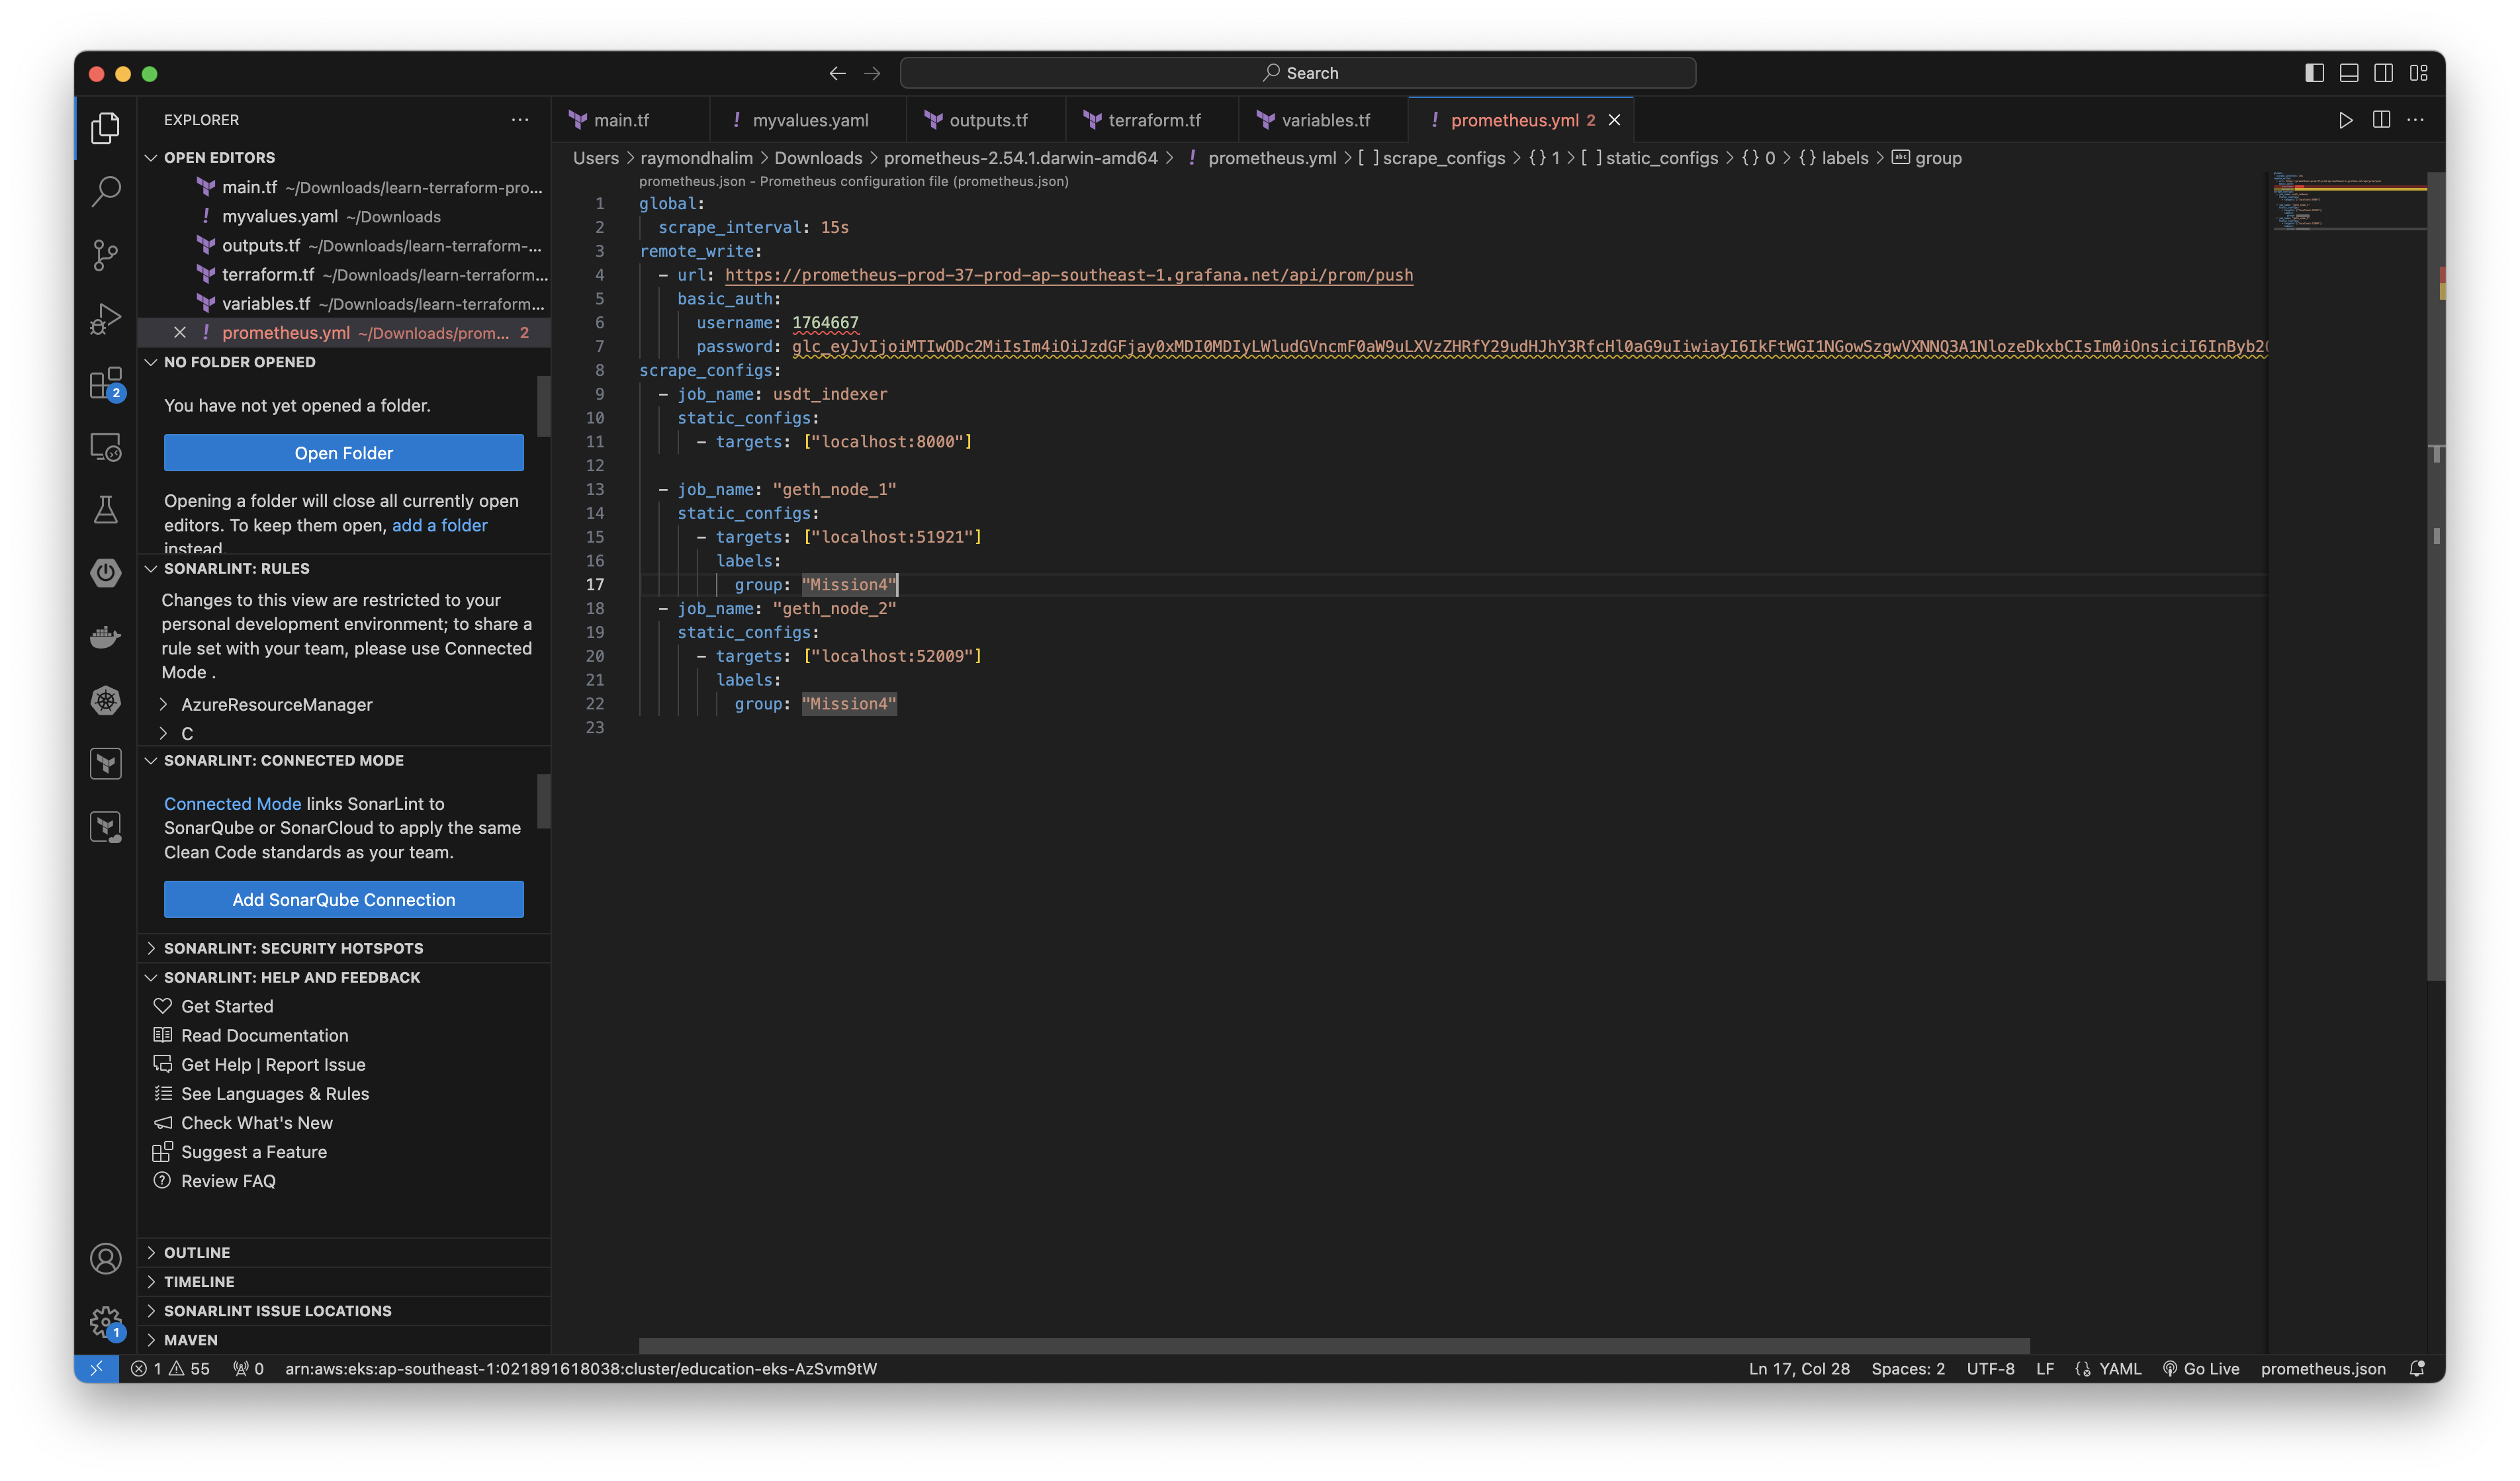 Search
EXPLORER
OPEN EDITORS
main.tf ~/Downloads/learn-terraform-pro...
! myvalues.yaml ~/Downloads
outputs.tf ~/Downloads/learn-terraform-...
terraform.tf ~/Downloads/learn-terraform...
variables.tf ~/Downloads/learn-terraform...
! prometheus.yml ~/Downloads/prom... 2
NO FOLDER OPENED
You have not yet opened a folder.
Open Folder
Opening a folder will close all currently open
editors. To keep them open, add a folder
instead.
SONARLINT: RULES
Changes to this view are restricted to your
personal development environment; to share a
rule set with your team, please use Connected
Mode .
AzureResourceManager
C
SONARLINT: CONNECTED MODE
Connected Mode links SonarLint to
SonarQube or SonarCloud to apply the same
Clean Code standards as your team.
Add SonarQube Connection
SONARLINT: SECURITY HOTSPOTS
SONARLINT: HELP AND FEEDBACK
Get Started
Read Documentation
Get Help | Report Issue
See Languages & Rules
Check What's New
Suggest a Feature
Review FAQ
OUTLINE
TIMELINE
SONARLINT ISSUE LOCATIONS
MAVEN
2
1
main.tf ! myvalues.yaml outputs.tf terraform.tf variables.tf ! prometheus.yml 2
Users > raymondhalim > Downloads > prometheus-2.54.1.darwin-amd64 > ! prometheus.yml > [ ] scrape_configs > {} 1 > [ ] static_configs > {} 0 > {} labels > abc group
prometheus.json - Prometheus configuration file (prometheus.json)
1 global:
2 scrape_interval: 15s
3 remote_write:
4 - url: https://prometheus-prod-37-prod-ap-southeast-1.grafana.net/api/prom/push
5 basic_auth:
6 username: 1764667
7 password:
8 scrape_configs:
9 - job_name: usdt_indexer
10 static_configs:
11 - targets: ["localhost:8000"]
12
13 - job_name: "geth_node_1"
14 static_configs:
15 - targets: ["localhost:51921"]
16 labels:
17 group: "Mission4"
18 - job_name: "geth_node_2"
19 static_configs:
20 - targets: ["localhost:52009"]
21 labels:
22 group: "Mission4"
23
1 55 0 arn:aws:eks:ap-southeast-1:021891618038:cluster/education-eks-AzSvm9tW
Ln 17, Col 28 Spaces: 2 UTF-8 LF YAML Go Live prometheus.json